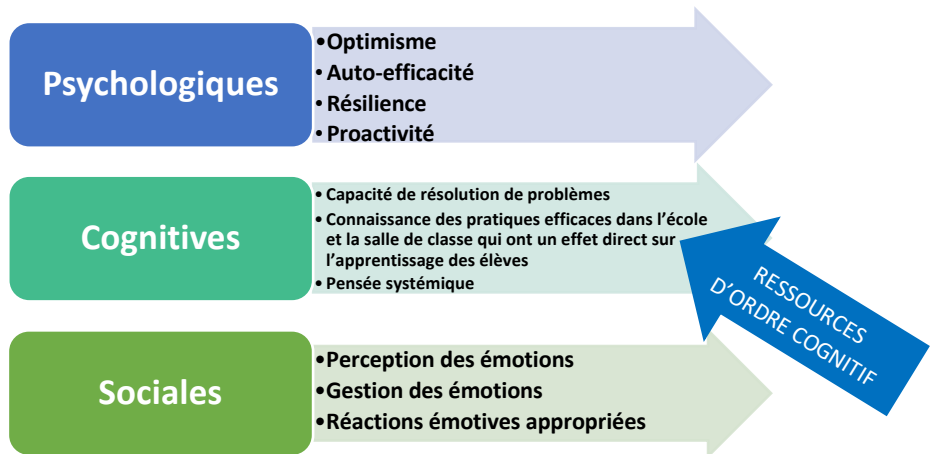 Psychologiques
•Optimisme
•Auto-efficacité
•Résilience
•Proactivité
Cognitives
•Capacité de résolution de problèmes
•Connaissance des pratiques efficaces dans l'école
et la salle de classe qui ont un effet direct sur
l'apprentissage des élèves
•Pensée systémique
RESSOURCES
D'ORDRE COGNITIF
Sociales
•Perception des émotions
•Gestion des émotions
•Réactions émotives appropriées